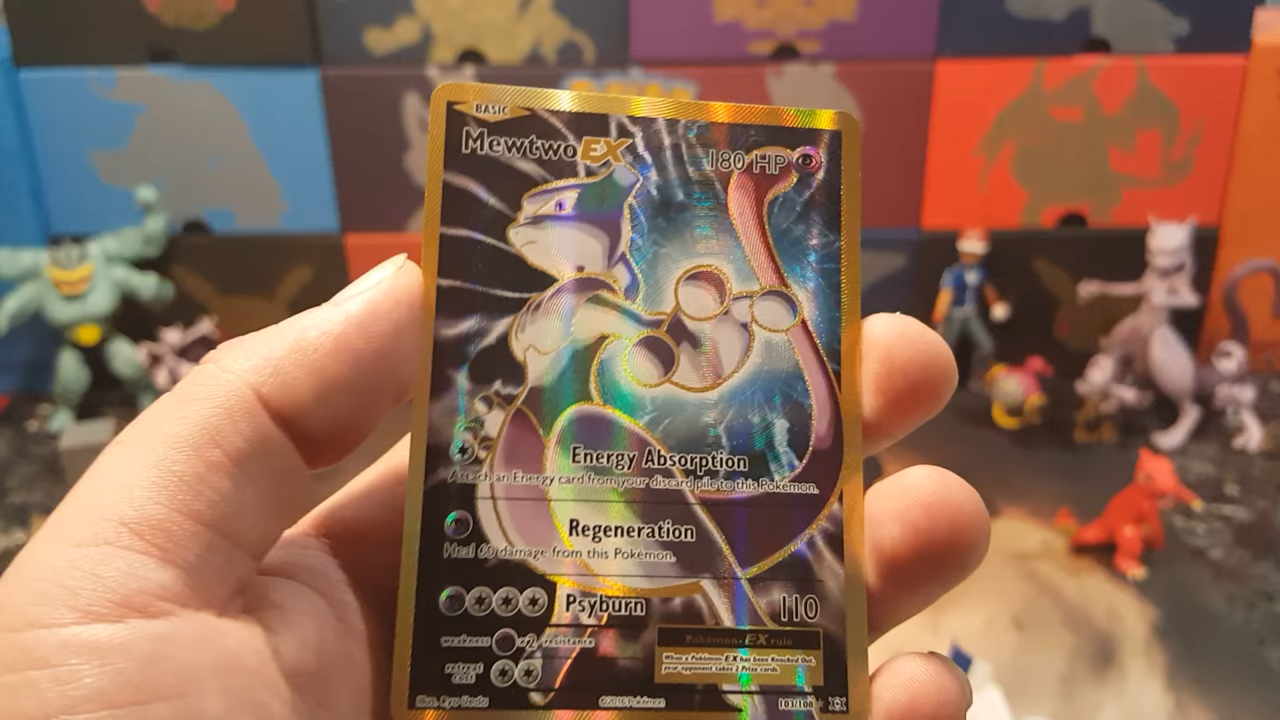 BASIC
Mewtwo EX 180 HP
Energy Absorption
Attach an Energy card from your discard pile to this Pokémon.
Regeneration
Heal 60 damage from this Pokémon.
Psyburn 110
weakness ×2 resistance
retreat cost
Pokémon-EX rule
When a Pokémon-EX has been Knocked Out,
your opponent takes 2 Prize cards.
Illus. Ryo Ueda ©2016 Pokémon 103/108